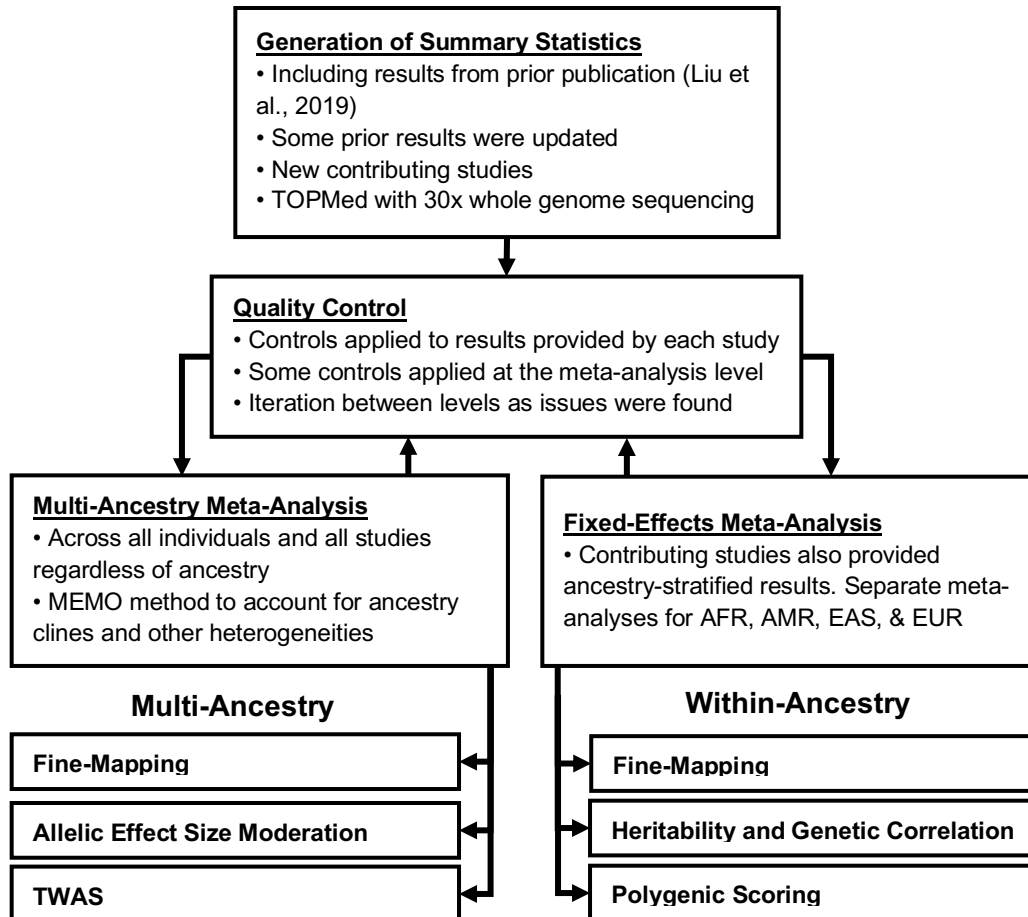 Generation of Summary Statistics
• Including results from prior publication (Liu et
al., 2019)
• Some prior results were updated
• New contributing studies
• TOPMed with 30x whole genome sequencing
Quality Control
• Controls applied to results provided by each study
• Some controls applied at the meta-analysis level
• Iteration between levels as issues were found
Multi-Ancestry Meta-Analysis
• Across all individuals and all studies
regardless of ancestry
• MEMO method to account for ancestry
clines and other heterogeneities
Fixed-Effects Meta-Analysis
• Contributing studies also provided
ancestry-stratified results. Separate meta-
analyses for AFR, AMR, EAS, & EUR
Multi-Ancestry
Fine-Mapping
Allelic Effect Size Moderation
TWAS
Within-Ancestry
Fine-Mapping
Heritability and Genetic Correlation
Polygenic Scoring